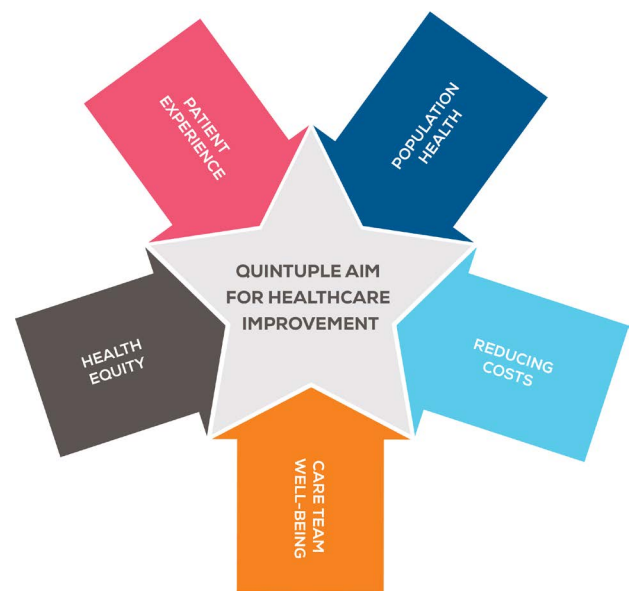 PATIENT
EXPERIENCE
POPULATION
HEALTH
QUINTUPLE AIM
FOR HEALTHCARE
IMPROVEMENT
HEALTH
EQUITY
REDUCING
COSTS
CARE TEAM
WELL-BEING